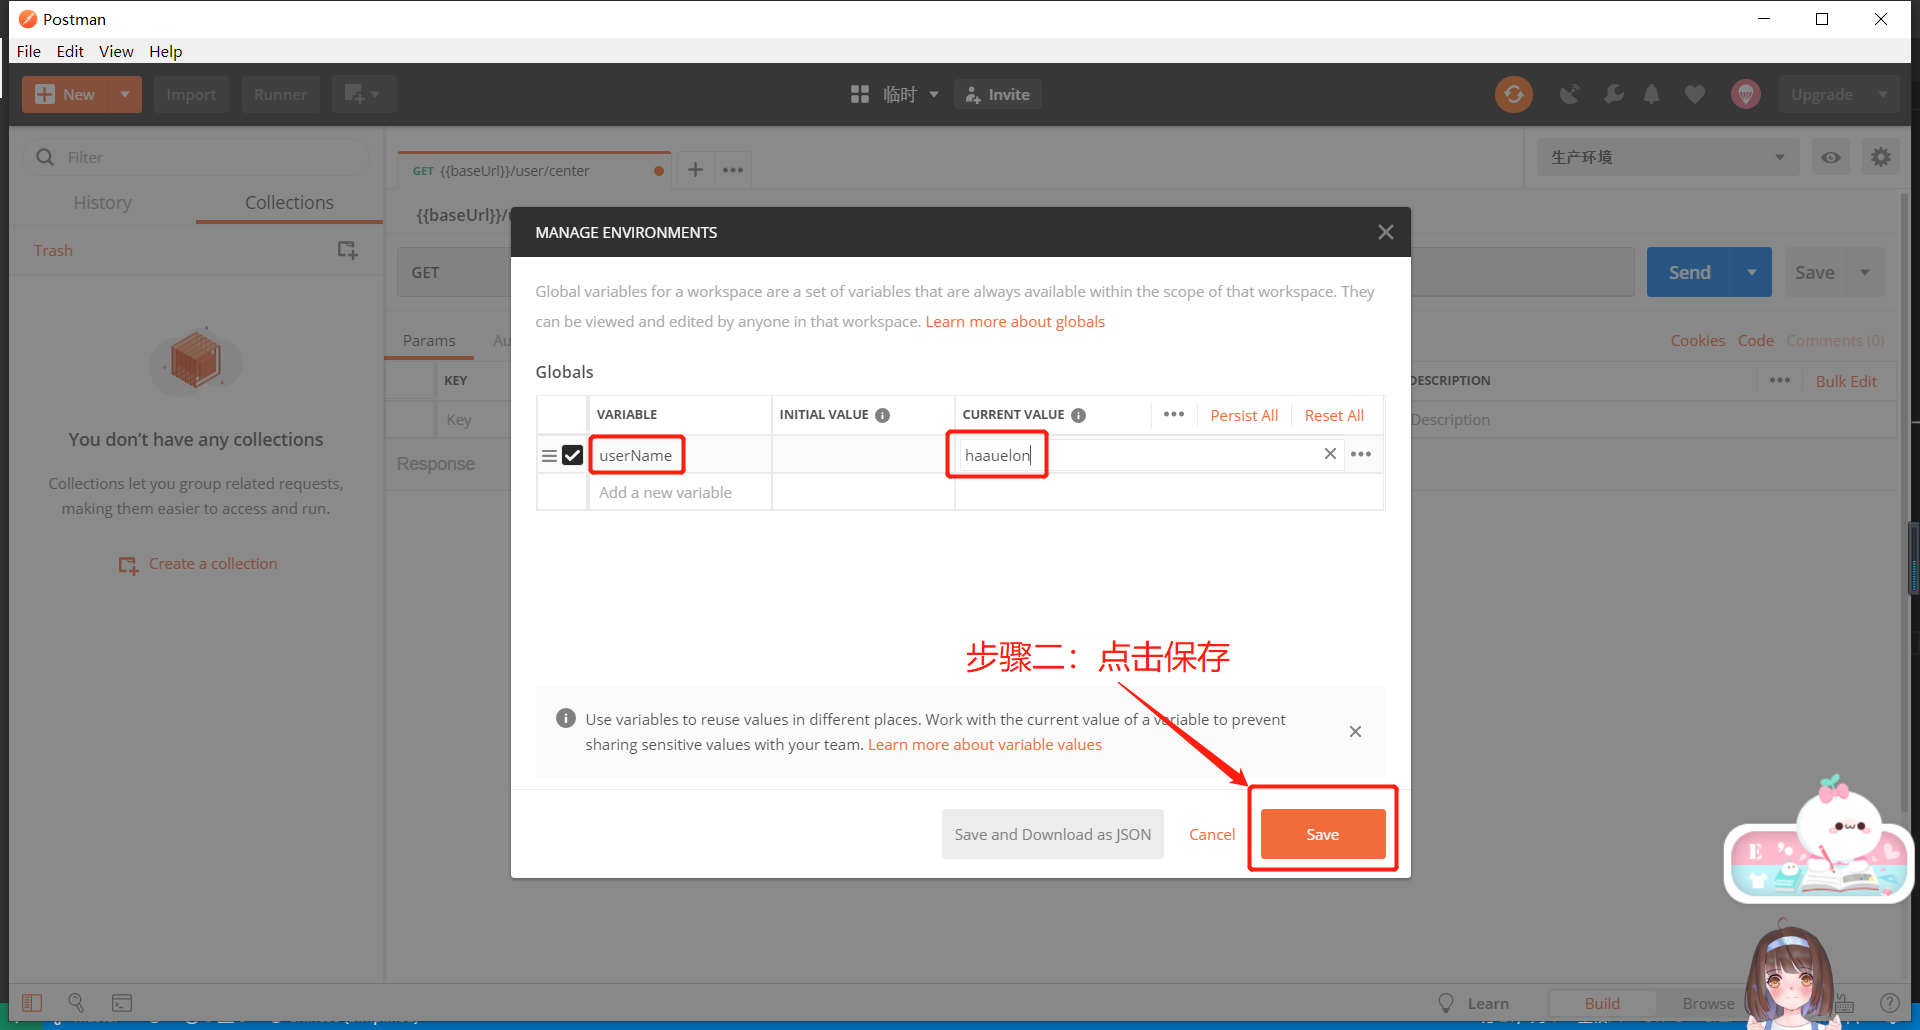 Postman
File Edit View Help
New Import Runner 临时 Invite Upgrade
Filter
History Collections
Trash
You don't have any collections
Collections let you group related requests,
making them easier to access and run.
Create a collection
GET {{baseUrl}}/user/center
生产环境
{{baseUrl}}/u
GET
Send Save
Params Au
Cookies Code Comments (0)
KEY
DESCRIPTION
Bulk Edit
Key
Description
Response
MANAGE ENVIRONMENTS
Global variables for a workspace are a set of variables that are always available within the scope of that workspace. They
can be viewed and edited by anyone in that workspace. Learn more about globals
Globals
VARIABLE INITIAL VALUE CURRENT VALUE Persist All Reset All
userName haauelon
Add a new variable
步骤二：点击保存
Use variables to reuse values in different places. Work with the current value of a variable to prevent
sharing sensitive values with your team. Learn more about variable values
Save and Download as JSON Cancel Save
E
Learn Build Browse